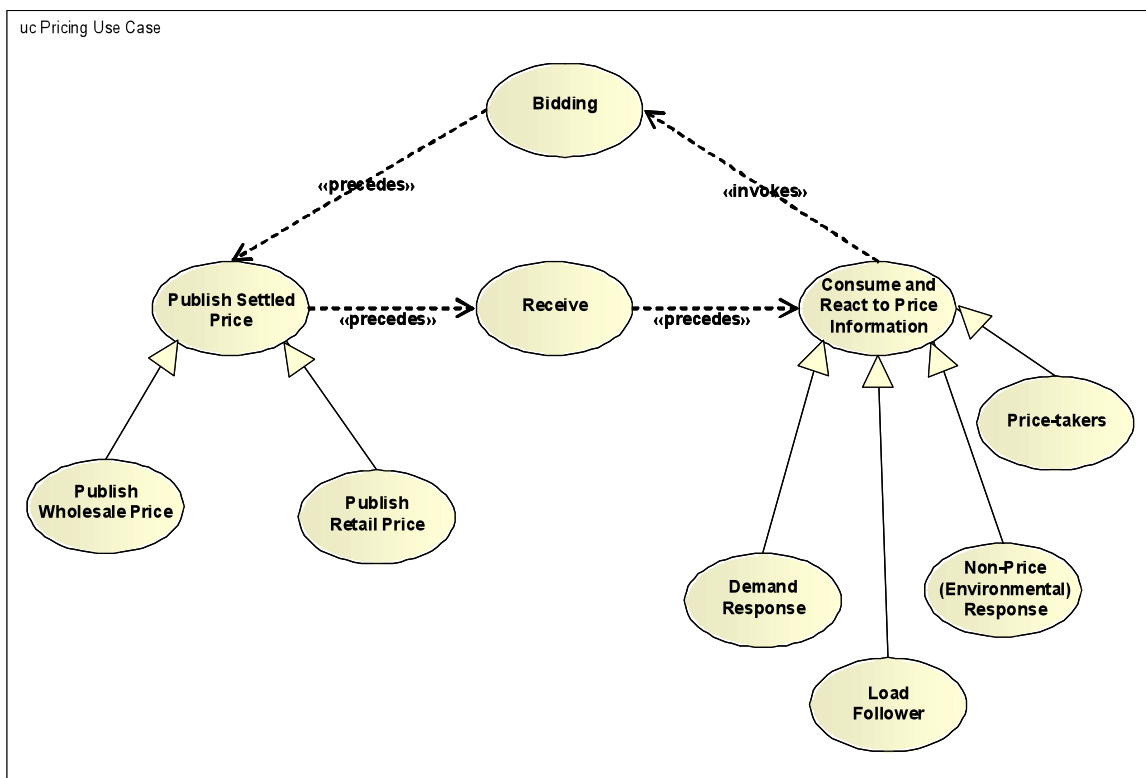 uc Pricing Use Case
Bidding
«precedes»
«invokes»
Publish Settled
Price
«precedes»
Receive
«precedes»
Consume and
React to Price
Information
Price-takers
Publish
Wholesale Price
Publish
Retail Price
Demand
Response
Non-Price
(Environmental)
Response
Load
Follower